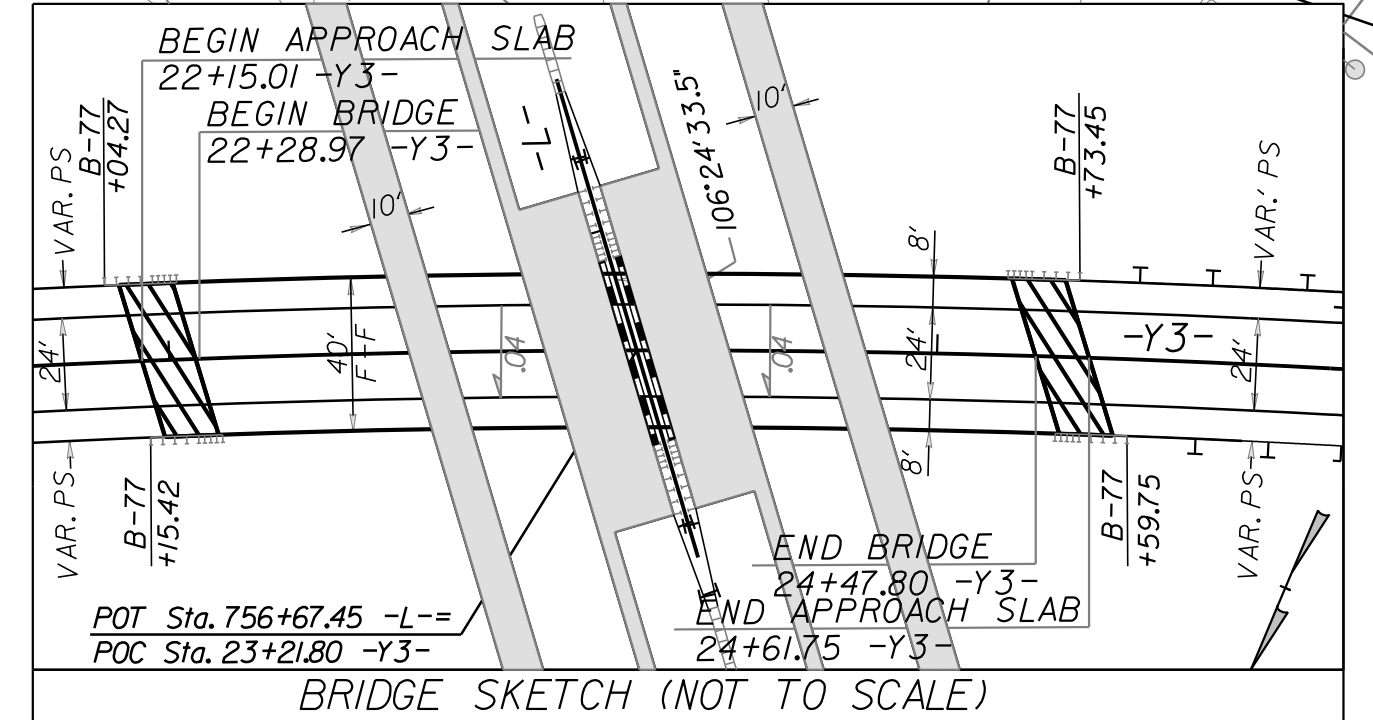 BEGIN APPROACH SLAB
22+15.01 -Y3-
BEGIN BRIDGE
22+28.97 -Y3-
B-77
+04.27
VAR. PS
-L-
106°24'33.5"
10'
10'
B-77
+73.45
VAR.' PS
8'
24'
40'
F-F
.04
.04
24'
-Y3-
24'
8'
VAR. PS
B-77
+15.42
B-77
+59.75
VAR. PS
END BRIDGE
24+47.80 -Y3-
END APPROACH SLAB
24+61.75 -Y3-
POT Sta. 756+67.45 -L-=
POC Sta. 23+21.80 -Y3-
BRIDGE SKETCH (NOT TO SCALE)